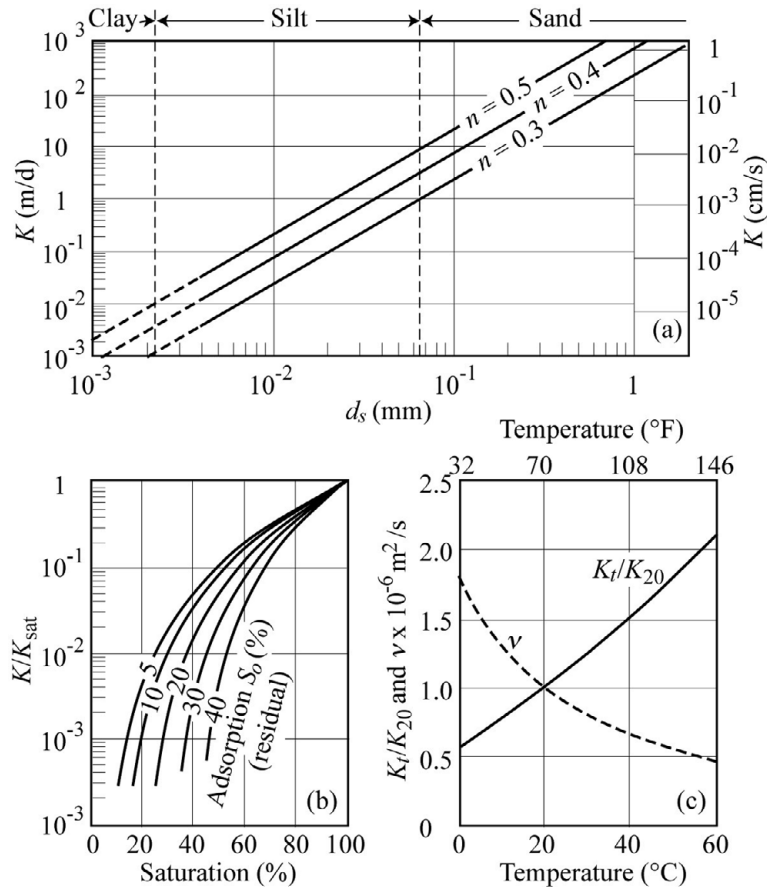 Clay Silt Sand
10³
10²
10
1
10⁻¹
10⁻²
10⁻³
K (m/d)
n = 0.5
n = 0.4
n = 0.3
1
10⁻¹
10⁻²
10⁻³
10⁻⁴
10⁻⁵
K (cm/s)
(a)
10⁻³ 10⁻² 10⁻¹ 1
dₛ (mm)
1
10⁻¹
10⁻²
10⁻³
10⁻³
K/Kₛₐₜ
5
10
20
30
40
Adsorption Sₒ (%)
(residual)
(b)
0 20 40 60 80 100
Saturation (%)
Temperature (°F)
32 70 108 146
2.5
2.0
1.5
1.0
0.5
0
Kₜ/K₂₀ and ν x 10⁻⁶ m²/s
Kₜ/K₂₀
ν
(c)
0 20 40 60
Temperature (°C)